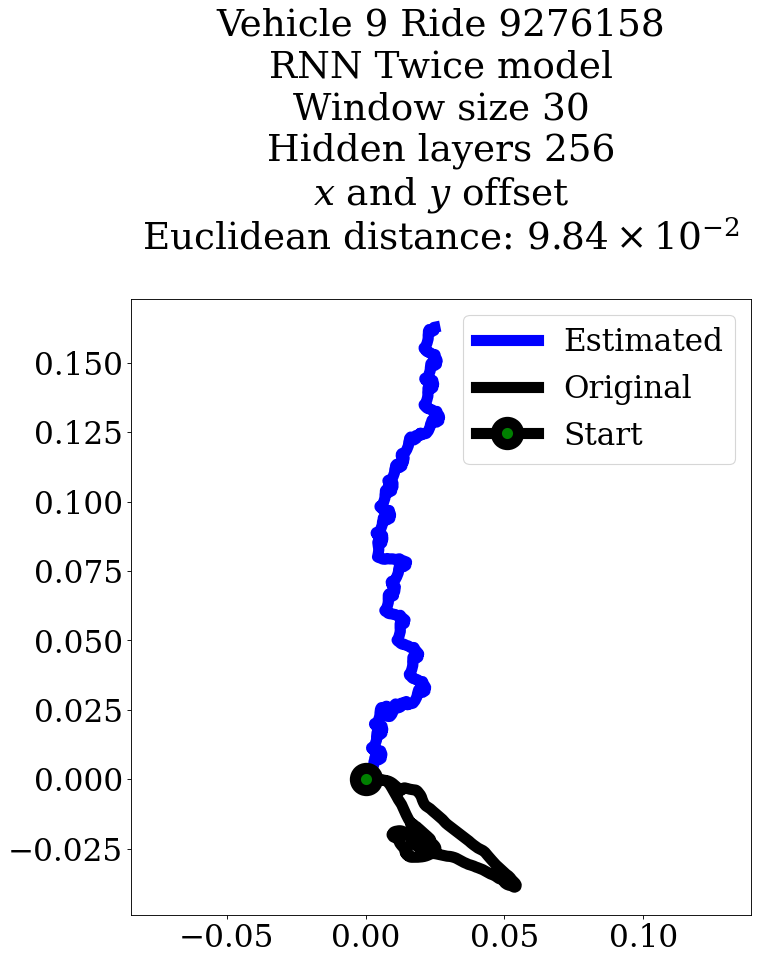 Vehicle 9 Ride 9276158
RNN Twice model
Window size 30
Hidden layers 256
x and y offset
Euclidean distance: 9.84 × 10⁻²
Estimated
Original
Start
0.150
0.125
0.100
0.075
0.050
0.025
0.000
−0.025
−0.05 0.00 0.05 0.10